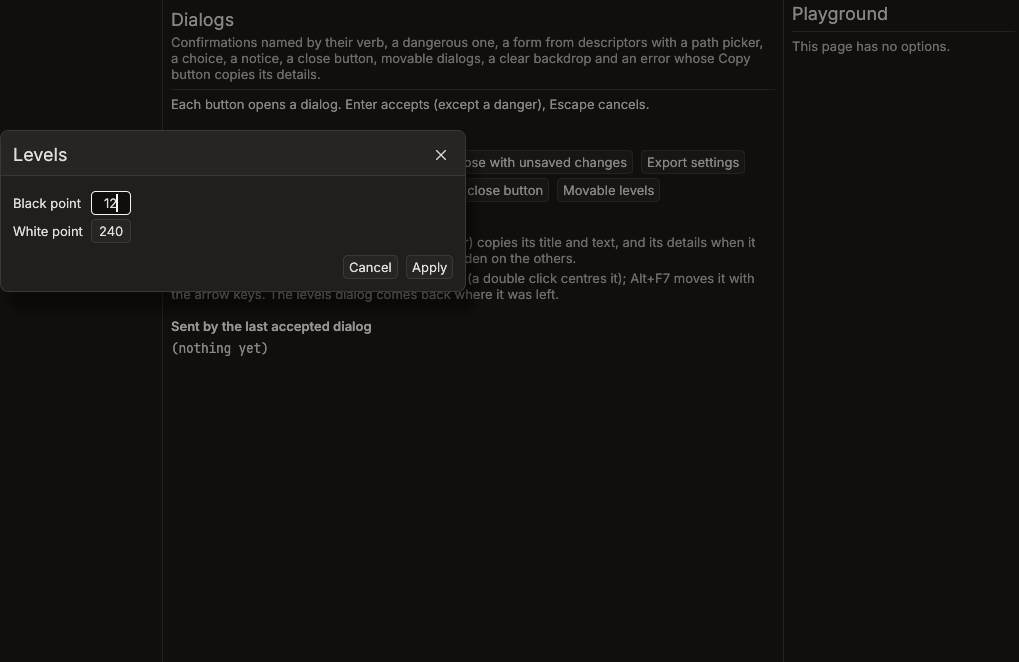 Dialogs
Confirmations named by their verb, a dangerous one, a form from descriptors with a path picker,
a choice, a notice, a close button, movable dialogs, a clear backdrop and an error whose Copy
button copies its details.
Each button opens a dialog. Enter accepts (except a danger), Escape cancels.
with unsaved changes
Export settings
close button
Movable levels
copies its title and text, and its details when it
on the others.
(a double click centres it); Alt+F7 moves it with
the arrow keys. The levels dialog comes back where it was left.
Sent by the last accepted dialog
(nothing yet)
Levels
Black point 12
White point 240
Cancel
Apply
Playground
This page has no options.